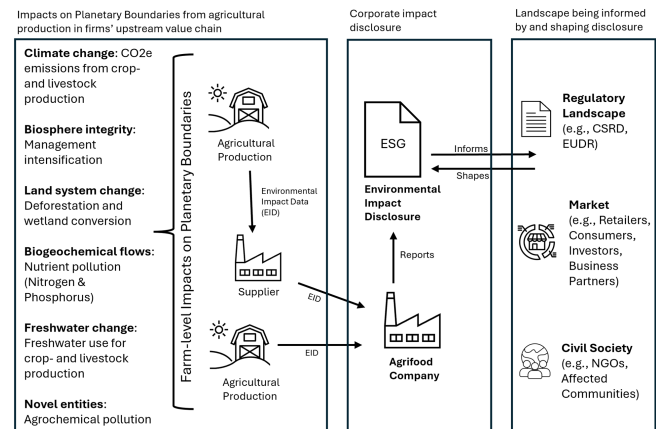 Impacts on Planetary Boundaries from agricultural
production in firms' upstream value chain
Climate change: CO2e
emissions from crop-
and livestock
production
Biosphere integrity:
Management
intensification
Land system change:
Deforestation and
wetland conversion
Biogeochemical flows:
Nutrient pollution
(Nitrogen &
Phosphorus)
Freshwater change:
Freshwater use for
crop- and livestock
production
Novel entities:
Agrochemical pollution
Farm-level Impacts on Planetary Boundaries
Agricultural
Production
Environmental
Impact Data
(EID)
Supplier
EID
Agricultural
Production
EID
Corporate impact
disclosure
ESG
Environmental
Impact
Disclosure
Reports
Agrifood
Company
Informs
Shapes
Landscape being informed
by and shaping disclosure
Regulatory
Landscape
(e.g., CSRD,
EUDR)
Market
(e.g., Retailers,
Consumers,
Investors,
Business
Partners)
Civil Society
(e.g., NGOs,
Affected
Communities)